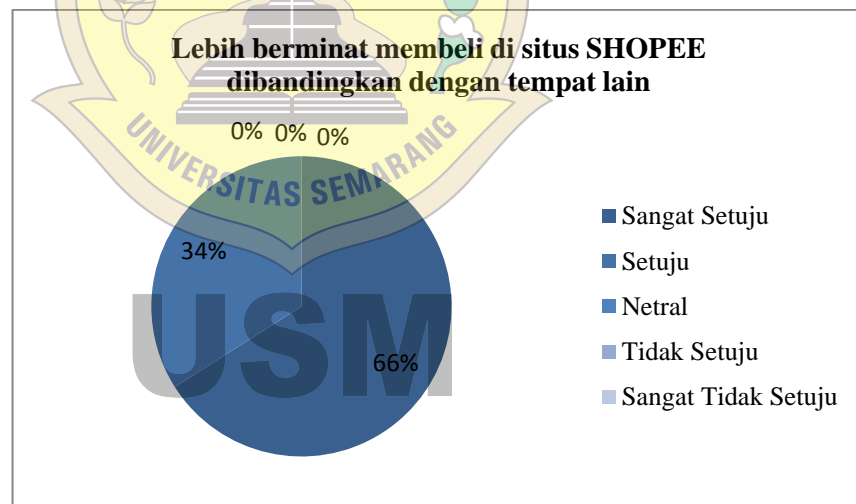 Lebih berminat membeli di situs SHOPEE
dibandingkan dengan tempat lain
0% 0% 0%
UNIVERSITAS SEMARANG
34%
66%
USM
Sangat Setuju
Setuju
Netral
Tidak Setuju
Sangat Tidak Setuju